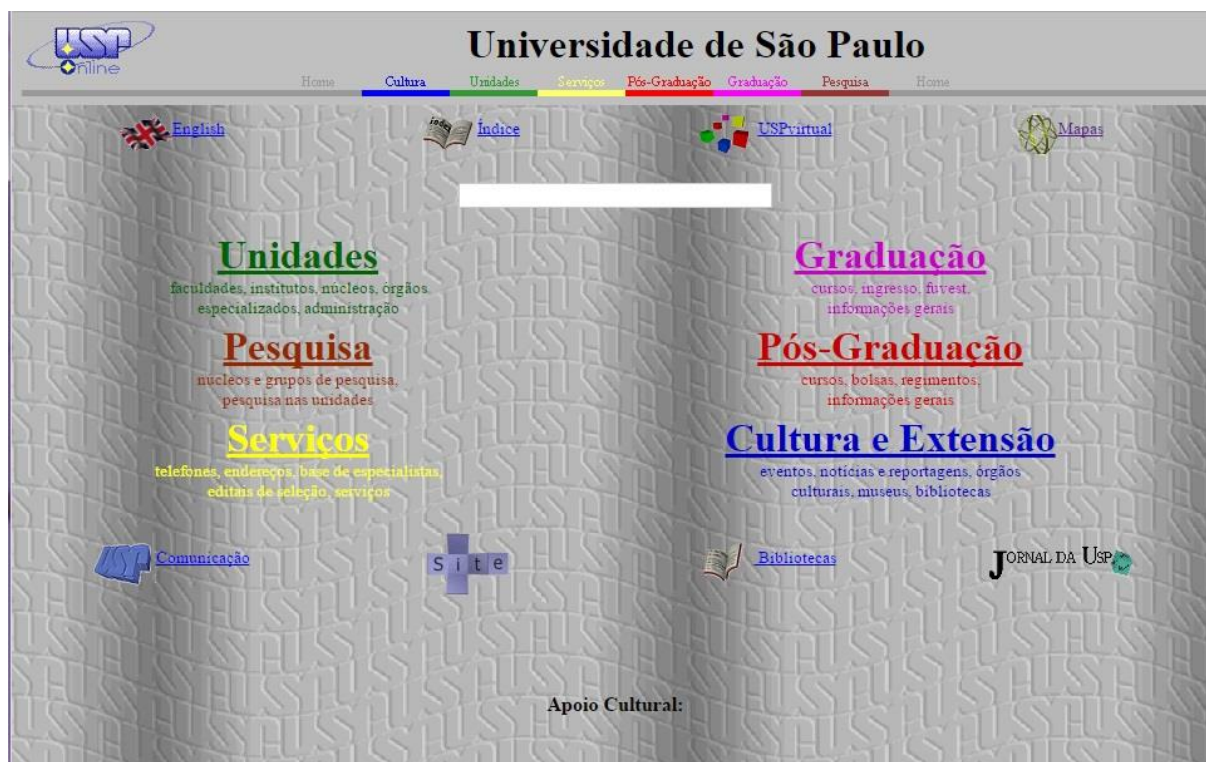 USP
Online
Universidade de São Paulo
Home Cultura Unidades Serviços Pós-Graduação Graduação Pesquisa Home
English índice Índice USPvirtual Mapas
Unidades
faculdades, institutos, núcleos, órgãos,
especializados, administração
Graduação
cursos, ingresso, fuvest,
informações gerais
Pesquisa
nucleos e grupos de pesquisa,
pesquisa nas unidades
Pós-Graduação
cursos, bolsas, regimentos,
informações gerais
Serviços
telefones, endereços, base de especialistas,
editais de seleção, serviços
Cultura e Extensão
eventos, notícias e reportagens, órgãos
culturais, museus, bibliotecas
USP Comunicação Site Bibliotecas JORNAL DA USP
Apoio Cultural: